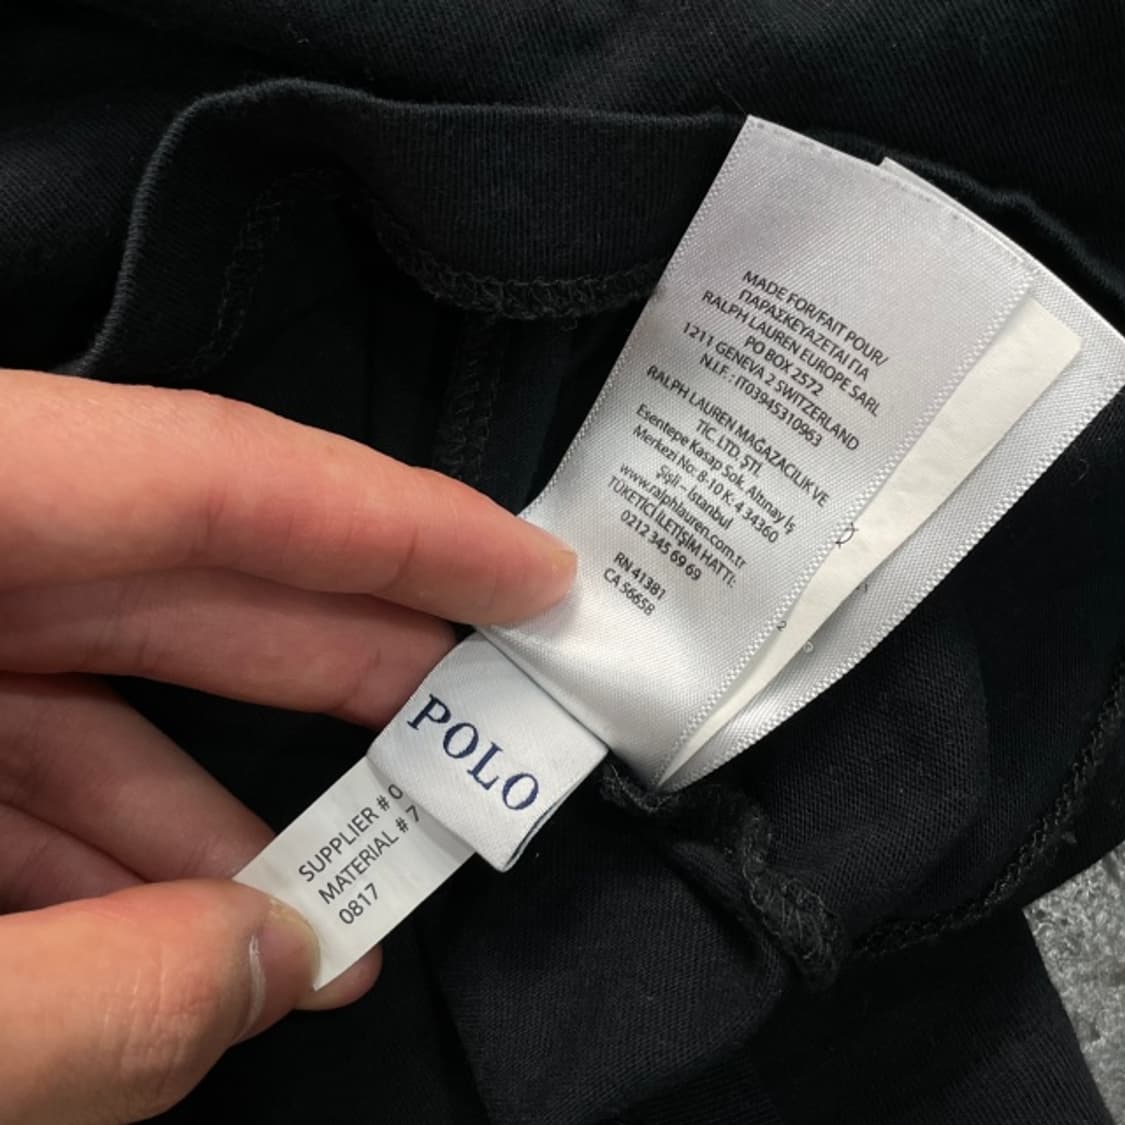 MADE FOR/FAIT POUR/
ΠΑΡΑΣΚΕΥΑΖΕΤΑΙ ΓΙΑ
RALPH LAUREN EUROPE SARL
PO BOX 2572
1211 GENEVA 2 SWITZERLAND
N.I.F. : IT03945310963
RALPH LAUREN MAĞAZACILIK VE
TİC. LTD. ŞTİ.
Esentepe Kasap Sok. Altınay İş
Merkezi No: 8-10 K: 4 34360
Şişli - İstanbul
www.ralphlauren.com.tr
TÜKETİCİ İLETİŞİM HATTI:
0212 345 69 69
RN 41381
CA 56658
POLO
SUPPLIER # 0
MATERIAL # 7
0817